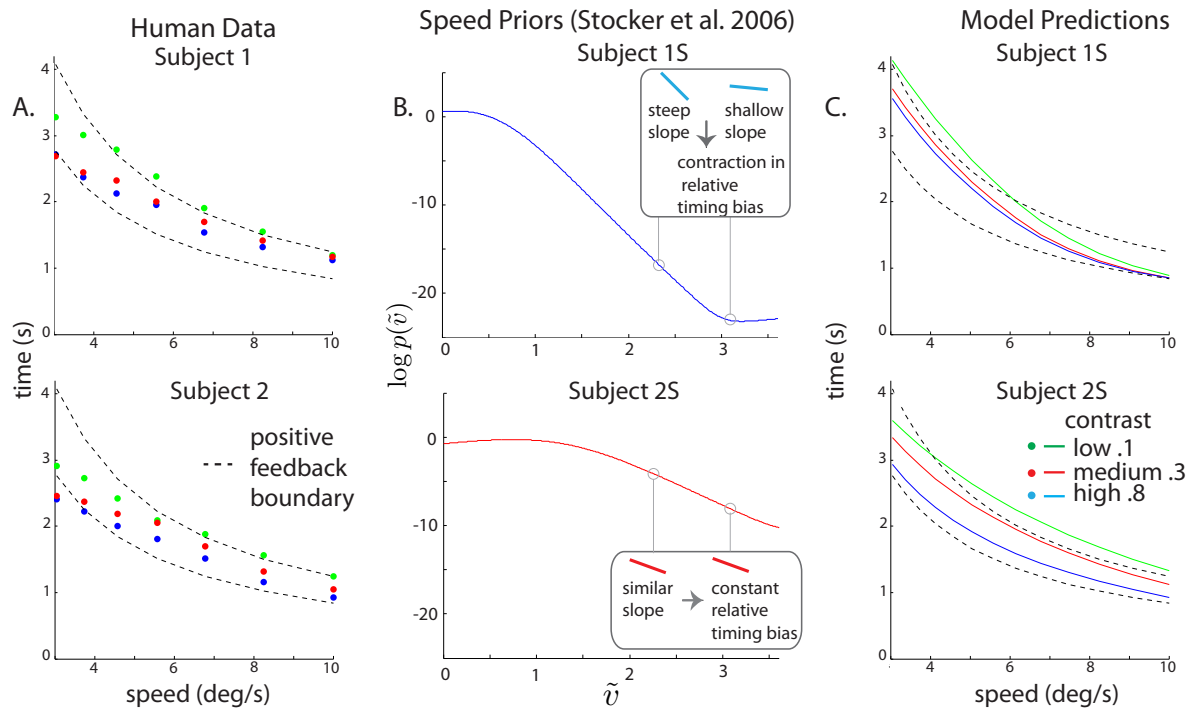 Human Data
Subject 1
A.
4
3
2
1
0
4
6
8
10
time (s)
Subject 2
positive
feedback
boundary
4
3
2
1
0
4
6
8
10
speed (deg/s)
Speed Priors (Stocker et al. 2006)
Subject 1S
B.
0
-5
-10
-20
0
1
2
3
log p(ṽ)
steep
slope
shallow
slope
contraction in
relative
timing bias
Subject 2S
0
-5
-10
-20
0
1
2
3
ṽ
similar
slope
constant
relative
timing bias
Model Predictions
Subject 1S
C.
4
3
2
1
0
4
6
8
10
time (s)
Subject 2S
contrast
low .1
medium .3
high .8
4
3
2
1
0
4
6
8
10
speed (deg/s)